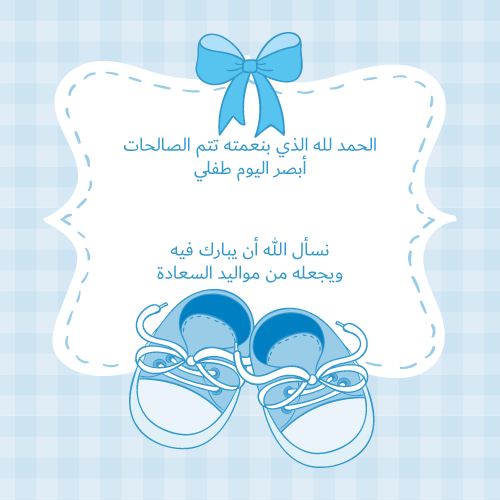 الحمد لله الذي بنعمته تتم الصالحات
أبصر اليوم طفلي
نسأل الله أن يبارك فيه
ويجعله من مواليد السعادة